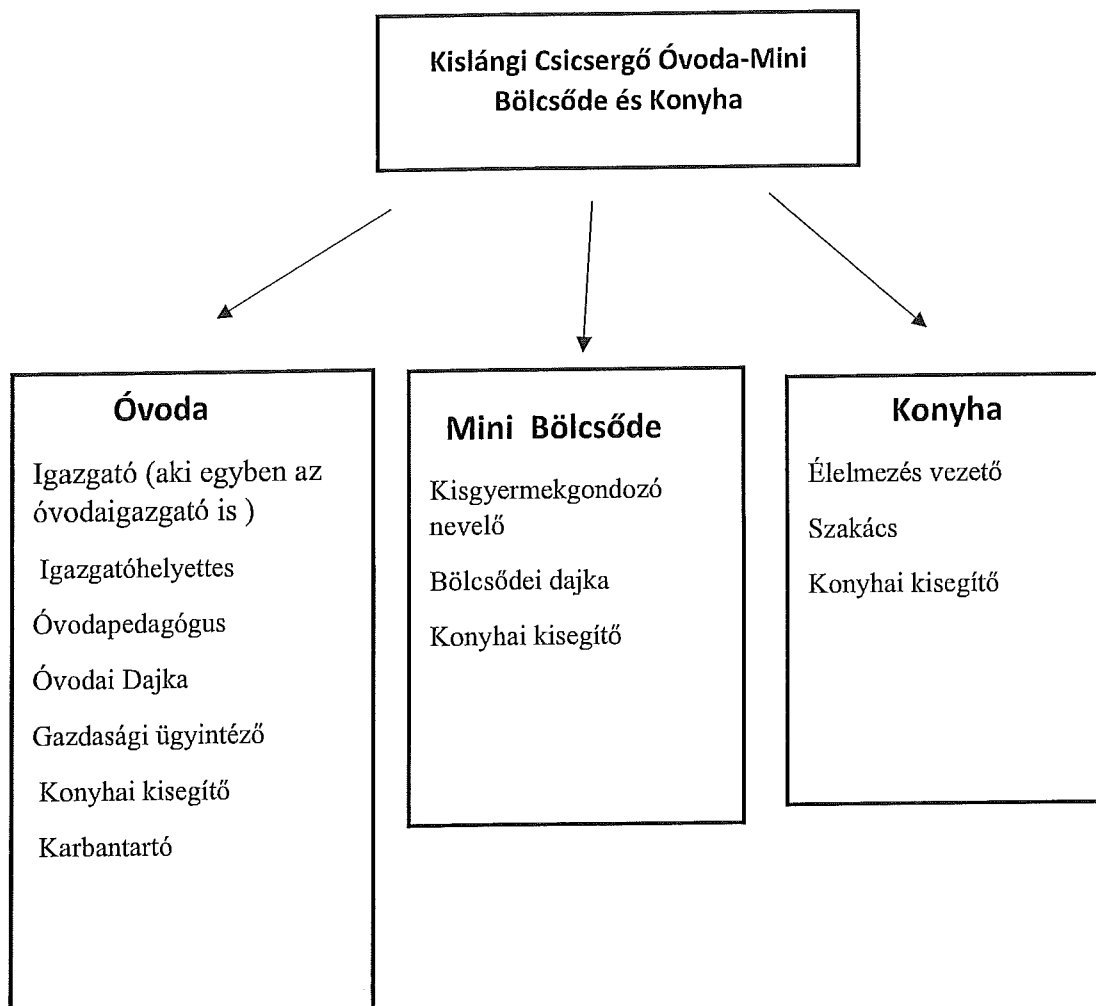 Kislángi Csicsergő Óvoda-Mini
Bölcsőde és Konyha
Óvoda
Igazgató (aki egyben az
óvodaigazgató is )
Igazgatóhelyettes
Óvodapedagógus
Óvodai Dajka
Gazdasági ügyintéző
Konyhai kisegítő
Karbantartó
Mini Bölcsőde
Kisgyermekgondozó
nevelő
Bölcsődei dajka
Konyhai kisegítő
Konyha
Élelmezés vezető
Szakács
Konyhai kisegítő